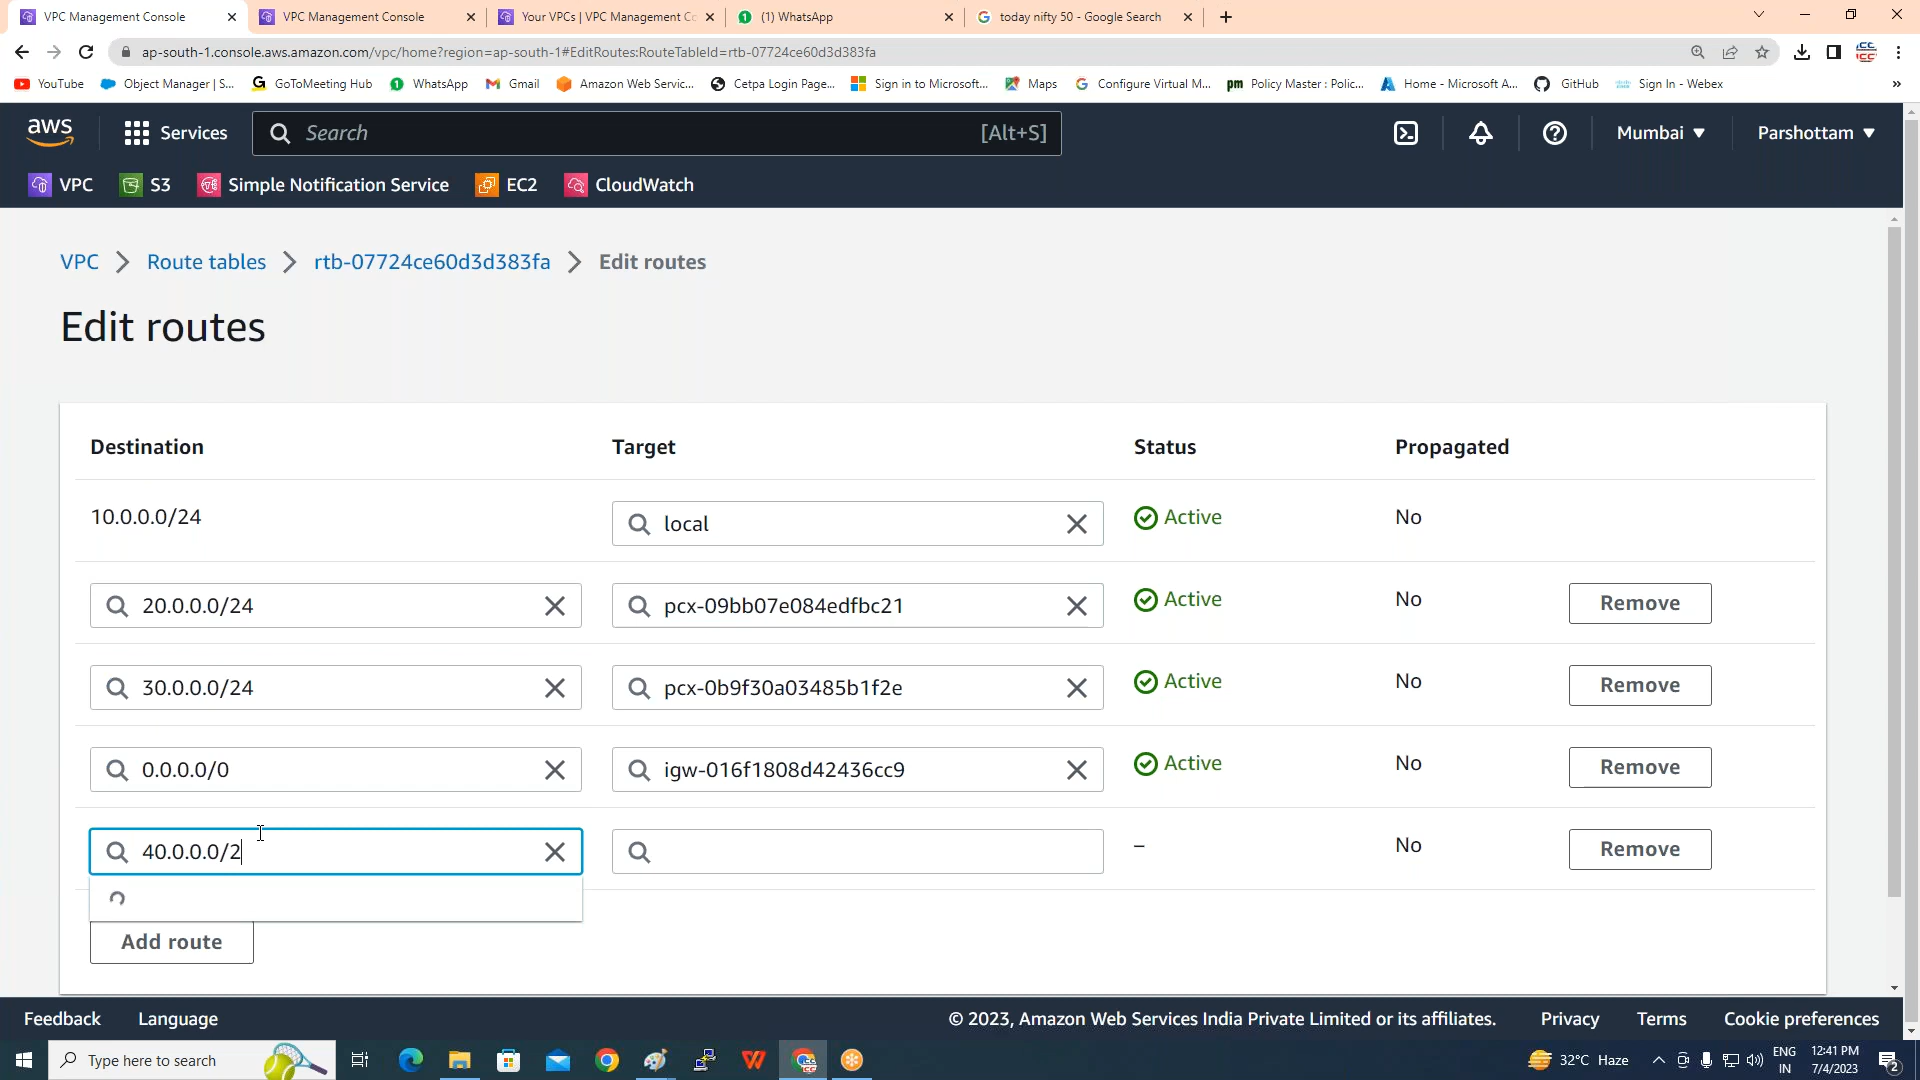 VPC Management Console
VPC Management Console
Your VPCs | VPC Management Co
(1) WhatsApp
today nifty 50 - Google Search
ap-south-1.console.aws.amazon.com/vpc/home?region=ap-south-1#EditRoutes:RouteTableId=rtb-07724ce60d3d383fa
YouTube
Object Manager | S...
GoToMeeting Hub
WhatsApp
Gmail
Amazon Web Servic...
Cetpa Login Page...
Sign in to Microsoft...
Maps
Configure Virtual M...
pm Policy Master : Polic...
Home - Microsoft A...
GitHub
Sign In - Webex
»
aws
Services
Search
[Alt+S]
Mumbai
Parshottam
VPC
S3
Simple Notification Service
EC2
CloudWatch
VPC > Route tables > rtb-07724ce60d3d383fa > Edit routes
Edit routes
Destination Target Status Propagated
10.0.0.0/24 local Active No
20.0.0.0/24 pcx-09bb07e084edfbc21 Active No Remove
30.0.0.0/24 pcx-0b9f30a03485b1f2e Active No Remove
0.0.0.0/0 igw-016f1808d42436cc9 Active No Remove
40.0.0.0/2 – No Remove
Add route
Feedback Language © 2023, Amazon Web Services India Private Limited or its affiliates. Privacy Terms Cookie preferences
Type here to search
32°C Haze
ENG
IN
12:41 PM
7/4/2023
2